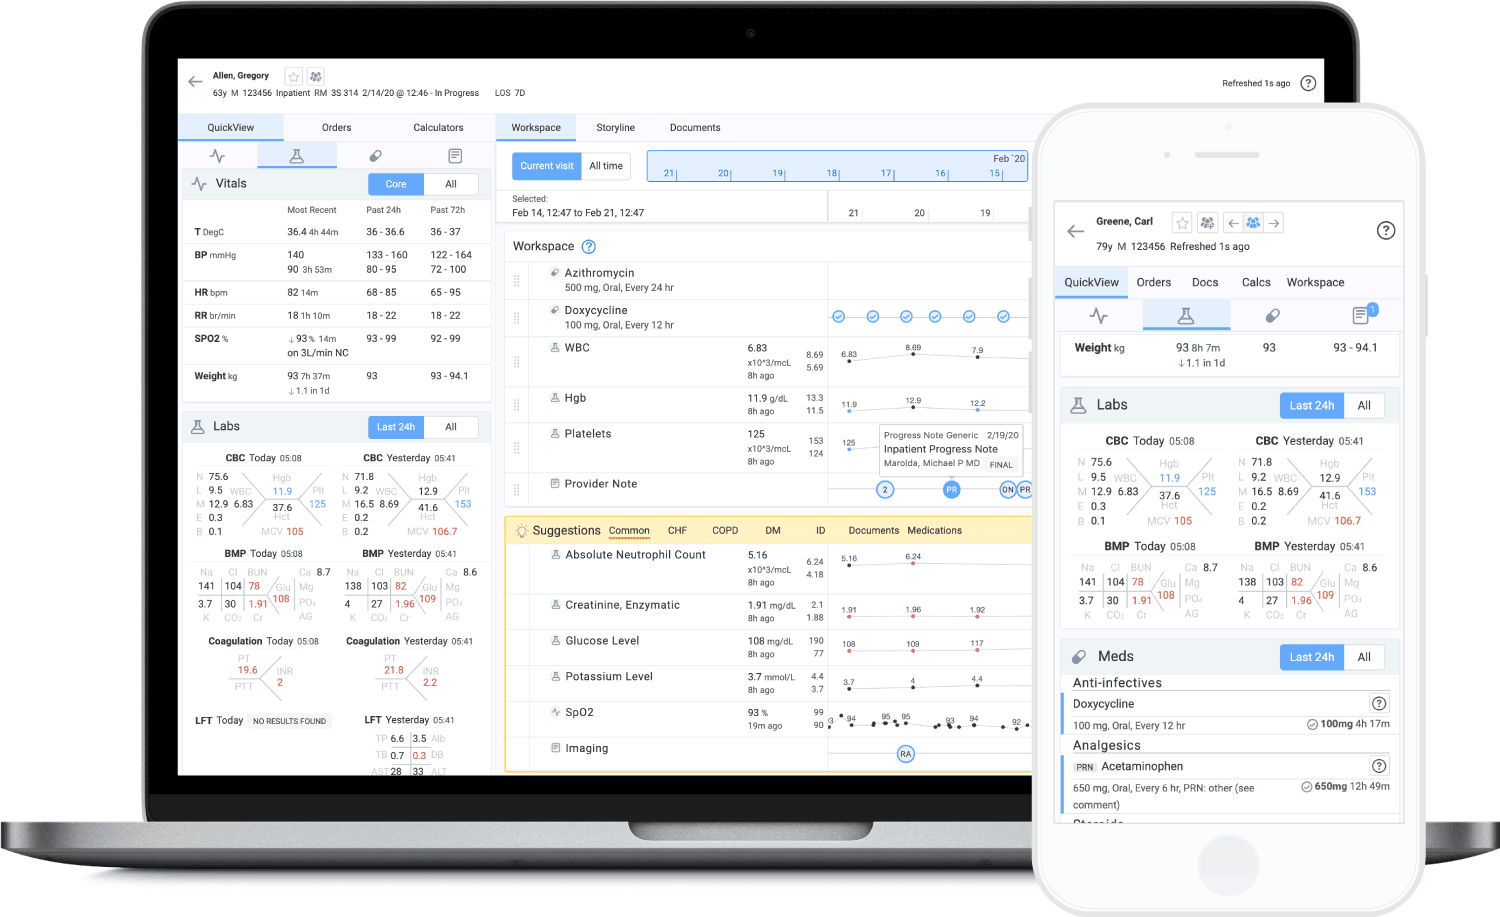 Allen, Gregory
63y M 123456 Inpatient RM 3S 314 2/14/20 @ 12:46 - In Progress LOS 7D
Refreshed 1s ago
QuickView Orders Calculators
Vitals Core All
Most Recent Past 24h Past 72h
T DegC 36.4 4h 44m 36 - 36.6 36 - 37
BP mmHg 140 133 - 160 122 - 164
90 3h 53m 80 - 95 72 - 100
HR bpm 82 14m 68 - 85 65 - 95
RR br/min 18 1h 10m 18 - 22 18 - 22
SPO2 % ↓93 % 14m 93 - 99 92 - 99
on 3L/min NC
Weight kg 93 7h 37m 93 93 - 94.1
↓1.1 in 1d
Labs Last 24h All
CBC Today 05:08 CBC Yesterday 05:41
N 75.6 Hgb N 71.8 Hgb
L 9.5 WBC 11.9 Plt L 9.2 WBC 12.9 Plt
M 12.9 6.83 37.6 125 M 16.5 8.69 41.6 153
E 0.3 Hct E 0.2 Hct
B 0.1 MCV 105 B 0.2 MCV 106.7
BMP Today 05:08 BMP Yesterday 05:41
Na Cl BUN Ca 8.7 Na Cl BUN Ca 8.6
141 104 78 Glu Mg 138 103 82 Glu Mg
3.7 30 1.91 108 PO₄ 4 27 1.96 109 PO₄
K CO₂ Cr AG K CO₂ Cr AG
Coagulation Today 05:08 Coagulation Yesterday 05:41
PT PT
19.6 INR 21.8 INR
PTT 2 PTT 2.2
LFT Today NO RESULTS FOUND LFT Yesterday 05:41
TP 6.6 3.5 Alb
TB 0.7 0.3 DB
AST 28 33 ALT
Workspace Storyline Documents
Current visit All time
Feb `20
21 20 19 18 17 16 15
Selected:
Feb 14, 12:47 to Feb 21, 12:47
21 20 19
Workspace ?
Azithromycin
500 mg, Oral, Every 24 hr
Doxycycline
100 mg, Oral, Every 12 hr
WBC 6.83 8.69 6.83 8.69 7.9
x10^3/mcL 5.69
8h ago
Hgb 11.9 g/dL 13.3 11.9 12.9 12.2
8h ago 11.5
Platelets 125 153 125
x10^3/mcL 124
8h ago
Progress Note Generic 2/19/20
Inpatient Progress Note
Marolda, Michael P MD FINAL
Provider Note 2 PR ON PR
Suggestions Common CHF COPD DM ID Documents Medications
Absolute Neutrophil Count 5.16 6.24 5.16 6.24
x10^3/mcL 4.18
8h ago
Creatinine, Enzymatic 1.91 mg/dL 2.1 1.91 1.96 1.92
8h ago 1.88
Glucose Level 108 mg/dL 190 108 109 117
8h ago 77
Potassium Level 3.7 mmol/L 4.4 3.7 4 4.4
8h ago 3.7
SpO2 93 % 99 93 94 95 95 93 94 92
19m ago 90
Imaging RA
Greene, Carl
79y M 123456 Refreshed 1s ago
QuickView Orders Docs Calcs Workspace
1
Weight kg 93 8h 7m 93 93 - 94.1
↓1.1 in 1d
Labs Last 24h All
CBC Today 05:08 CBC Yesterday 05:41
N 75.6 Hgb N 71.8 Hgb
L 9.5 WBC 11.9 Plt L 9.2 WBC 12.9 Plt
M 12.9 6.83 37.6 125 M 16.5 8.69 41.6 153
E 0.3 Hct E 0.2 Hct
B 0.1 MCV 105 B 0.2 MCV 106.7
BMP Today 05:08 BMP Yesterday 05:41
Na Cl BUN Ca 8.7 Na Cl BUN Ca 8.6
141 104 78 Glu Mg 138 103 82 Glu Mg
3.7 30 1.91 108 PO₄ 4 27 1.96 109 PO₄
K CO₂ Cr AG K CO₂ Cr AG
Meds Last 24h All
Anti-infectives
Doxycycline ?
100 mg, Oral, Every 12 hr 100mg 4h 17m
Analgesics
PRN Acetaminophen ?
650 mg, Oral, Every 6 hr, PRN: other (see 650mg 12h 49m
comment)
Steroids